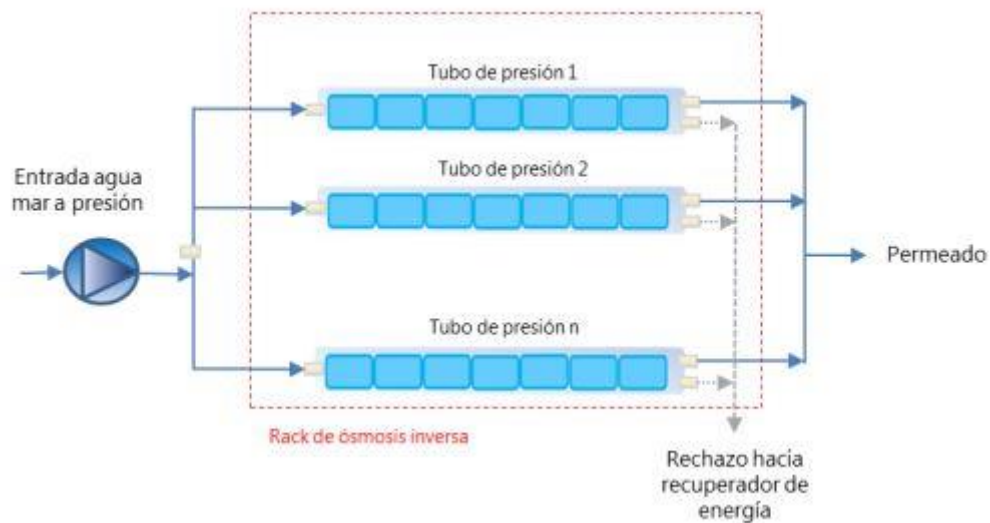 Tubo de presión 1
Entrada agua
mar a presión
Tubo de presión 2
Permeado
Tubo de presión n
Rack de ósmosis inversa
Rechazo hacia
recuperador de
energía